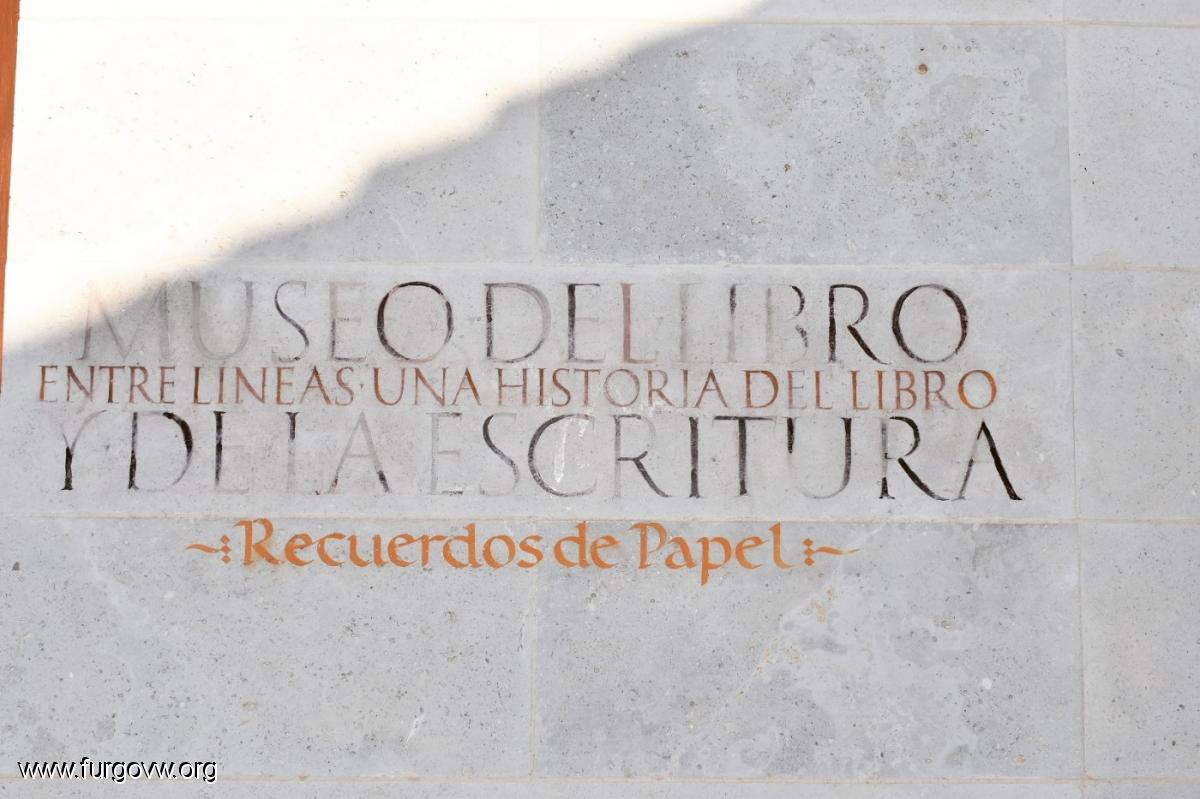 MUSEO DEL LIBRO
ENTRE LINEAS · UNA HISTORIA DEL LIBRO
Y DE LA ESCRITURA
Recuerdos de Papel
www.furgovw.org